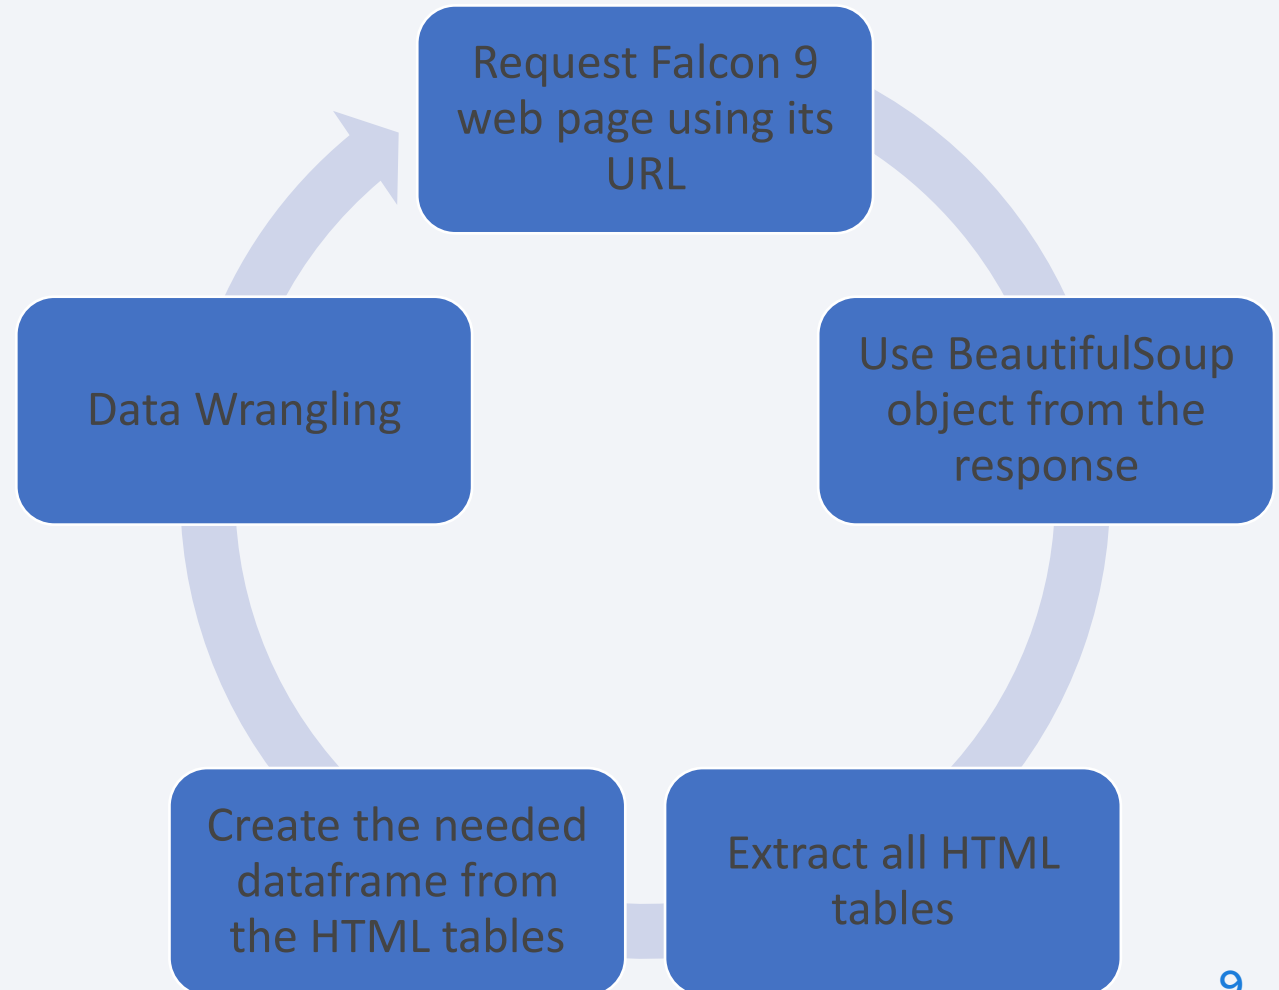 Request Falcon 9
web page using its
URL
Use BeautifulSoup
object from the
response
Extract all HTML
tables
Create the needed
dataframe from
the HTML tables
Data Wrangling
9